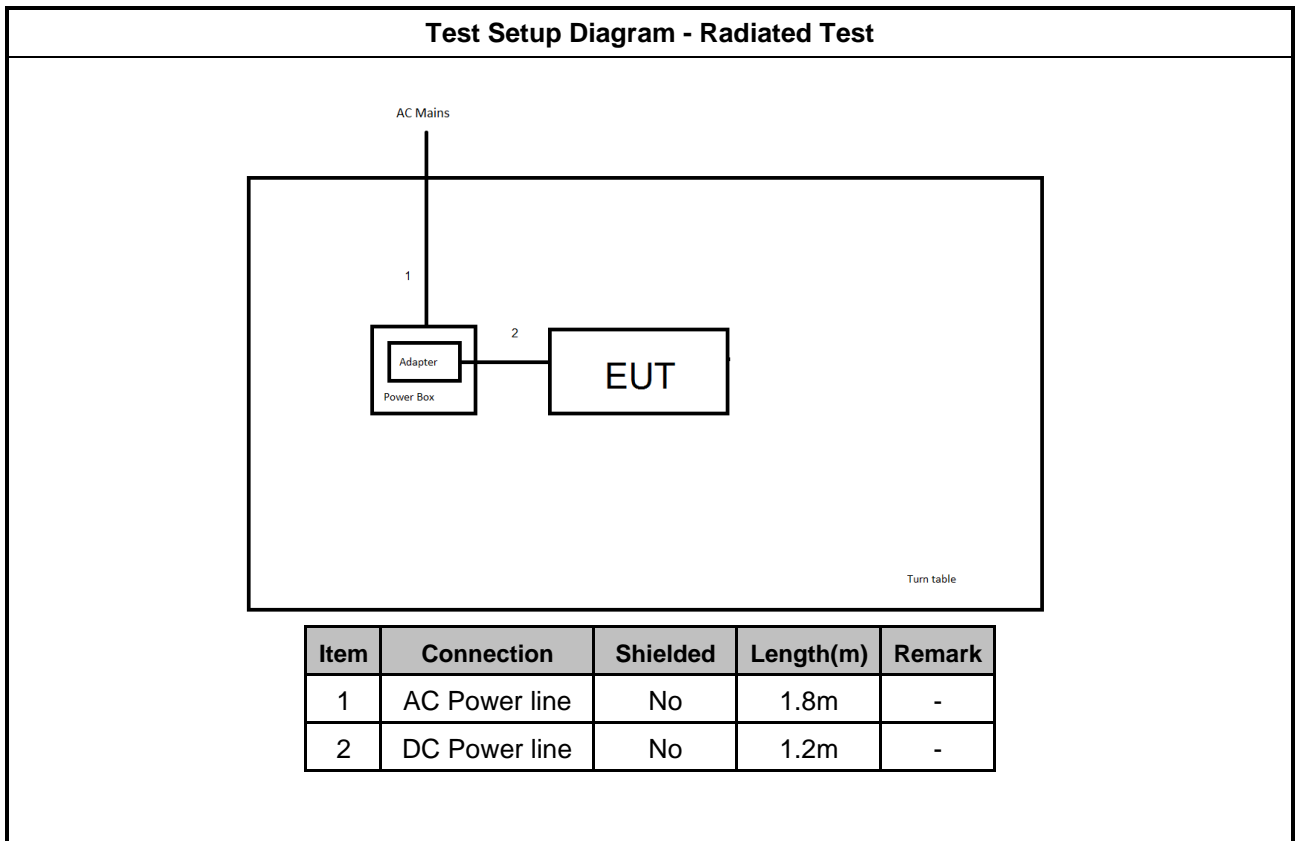 Test Setup Diagram - Radiated Test
AC Mains
1
2
Adapter
EUT
Power Box
Turn table
Item Connection Shielded Length(m) Remark
1 AC Power line No 1.8m -
2 DC Power line No 1.2m -